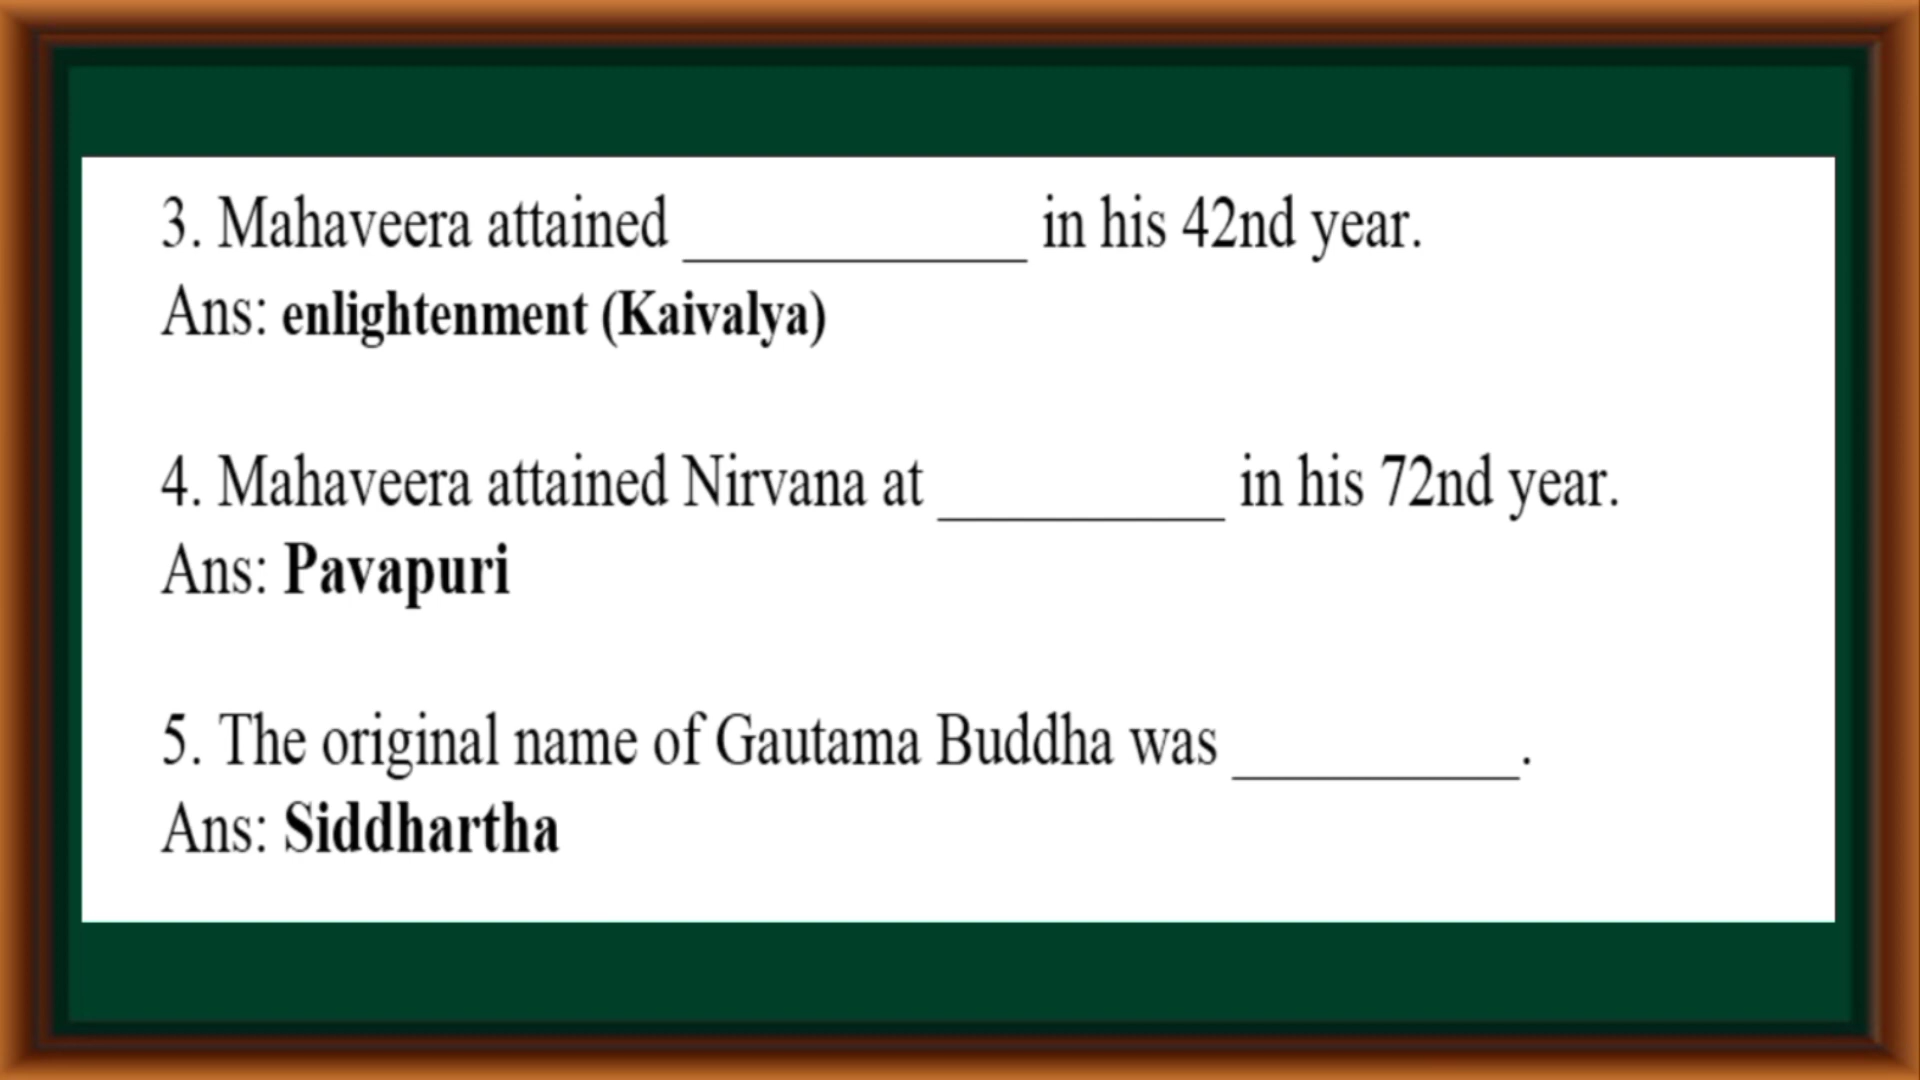 3. Mahaveera attained ____________ in his 42nd year.
Ans: enlightenment (Kaivalya)
4. Mahaveera attained Nirvana at __________ in his 72nd year.
Ans: Pavapuri
5. The original name of Gautama Buddha was __________.
Ans: Siddhartha